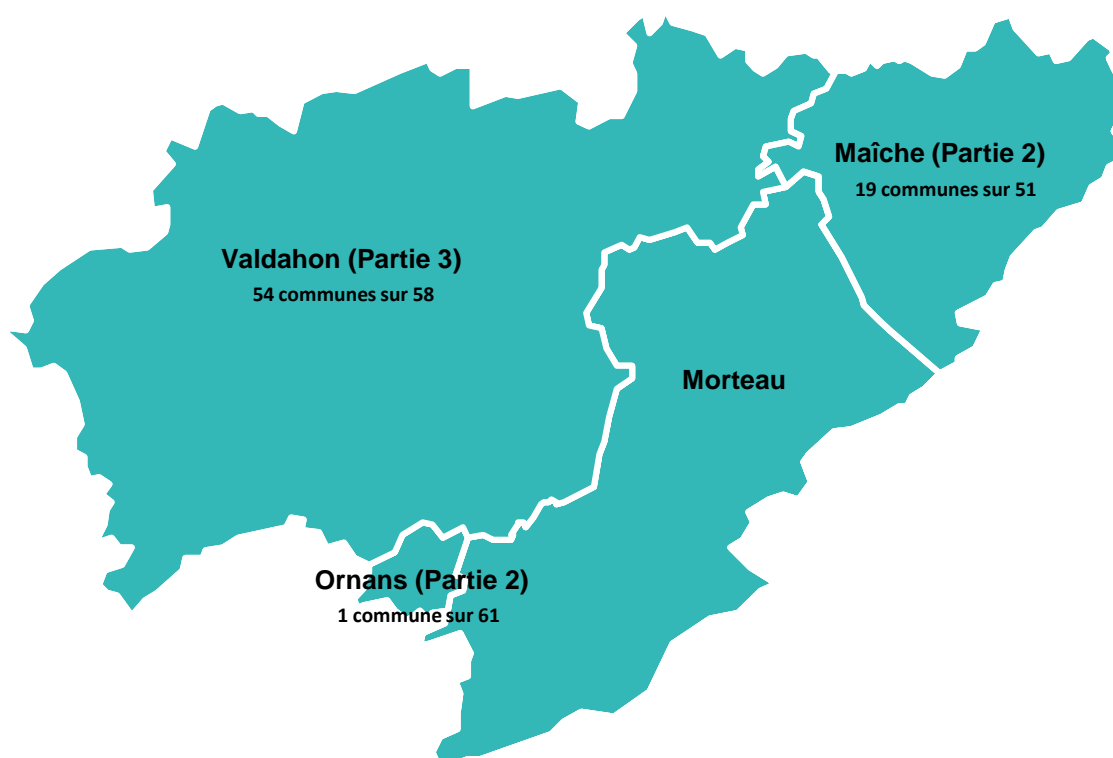 Maîche (Partie 2)
19 communes sur 51
Valdahon (Partie 3)
54 communes sur 58
Morteau
Ornans (Partie 2)
1 commune sur 61